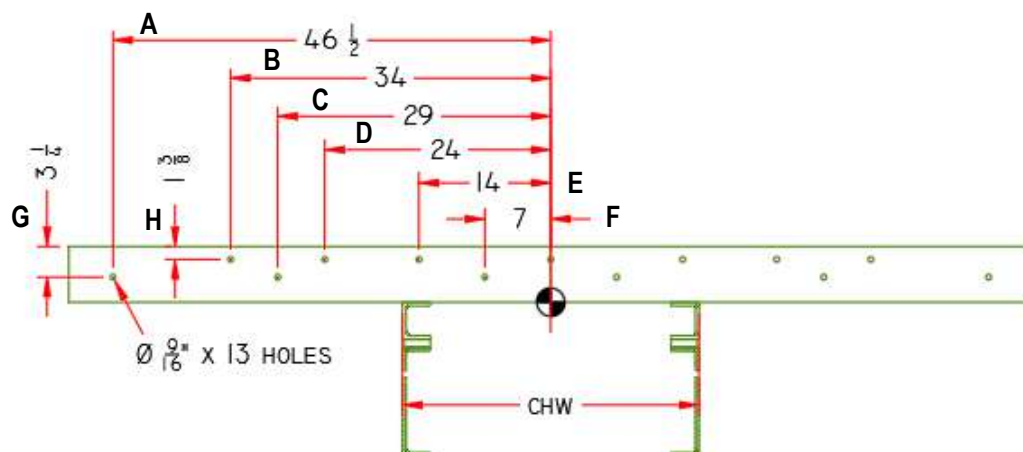 A
46 1/2
B
34
C
29
D
24
3 1/4
1 3/8
14
E
G
H
7
F
Ø 9/16" X 13 HOLES
CHW